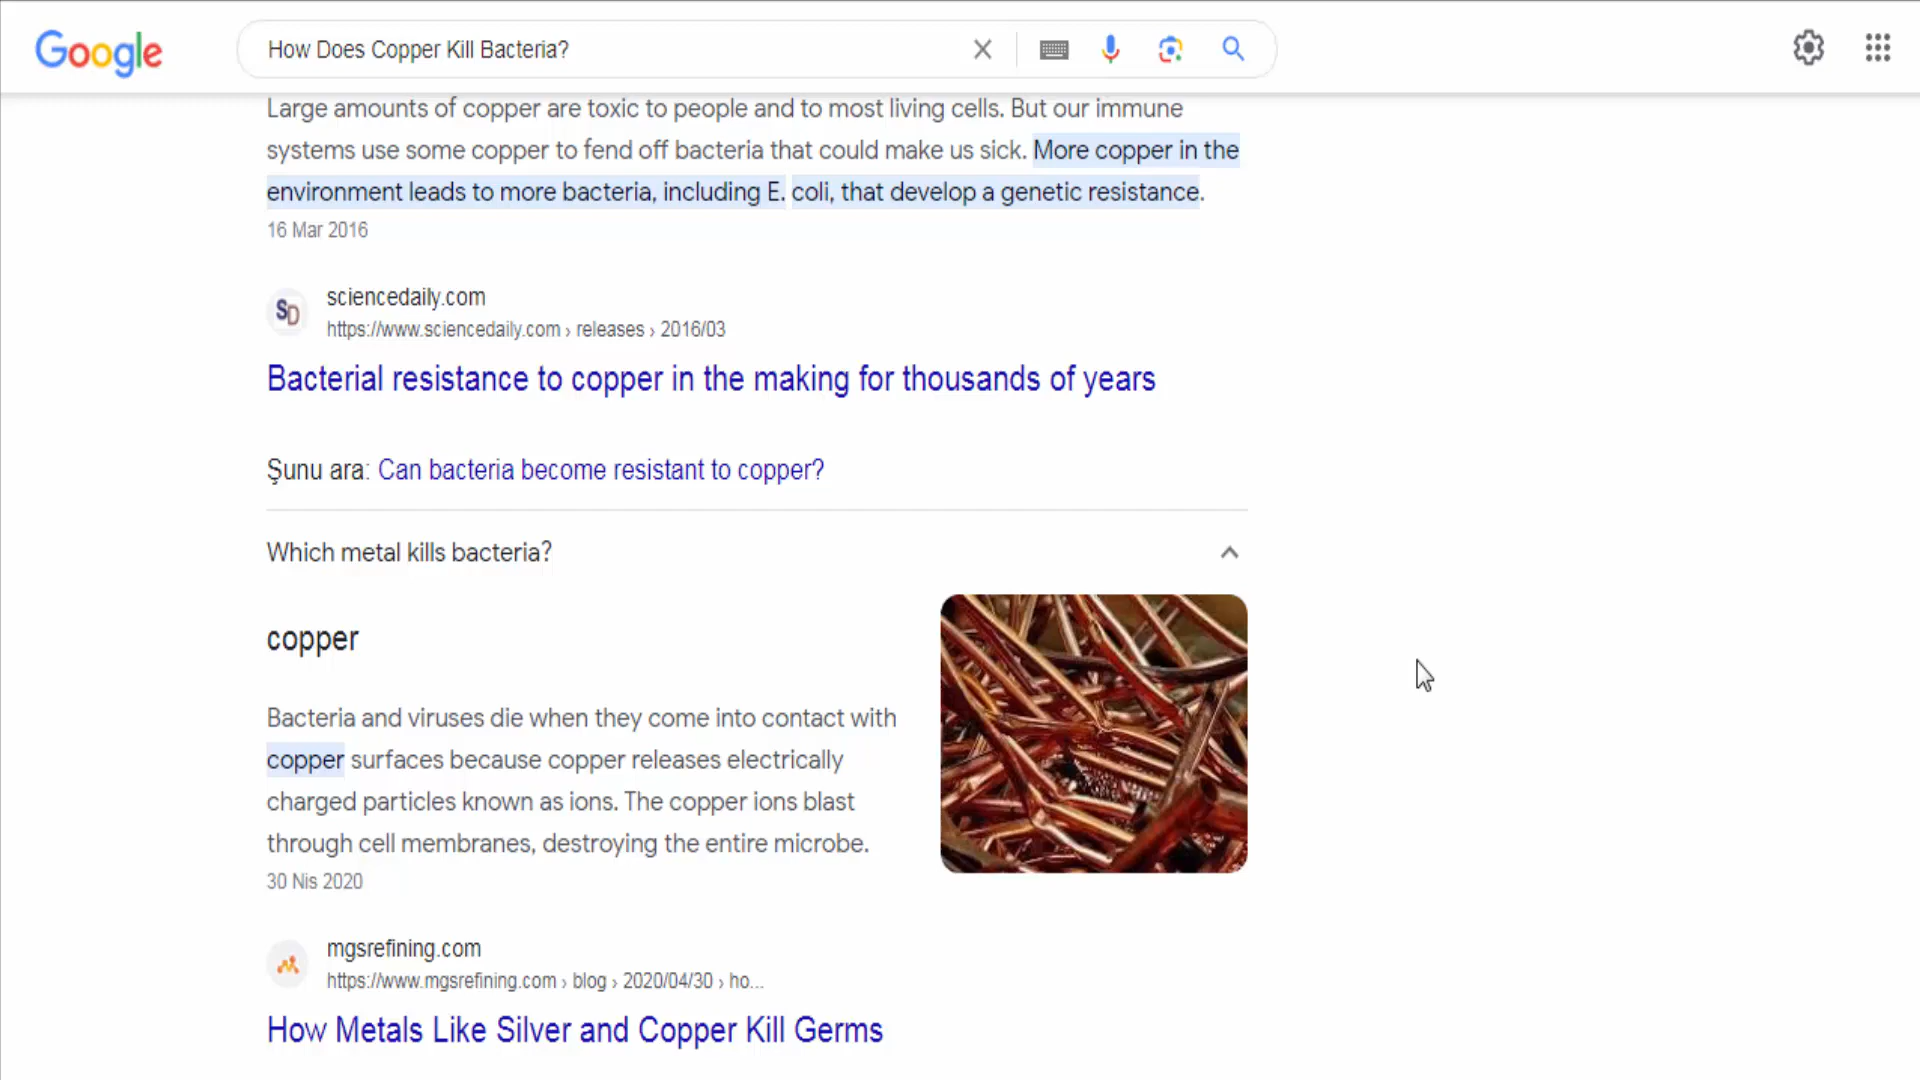 Google
How Does Copper Kill Bacteria?
Large amounts of copper are toxic to people and to most living cells. But our immune
systems use some copper to fend off bacteria that could make us sick. More copper in the
environment leads to more bacteria, including E. coli, that develop a genetic resistance.
16 Mar 2016
SD
sciencedaily.com
https://www.sciencedaily.com › releases › 2016/03
Bacterial resistance to copper in the making for thousands of years
Şunu ara: Can bacteria become resistant to copper?
Which metal kills bacteria?
copper
Bacteria and viruses die when they come into contact with
copper surfaces because copper releases electrically
charged particles known as ions. The copper ions blast
through cell membranes, destroying the entire microbe.
30 Nis 2020
mgsrefining.com
https://www.mgsrefining.com › blog › 2020/04/30 › ho...
How Metals Like Silver and Copper Kill Germs